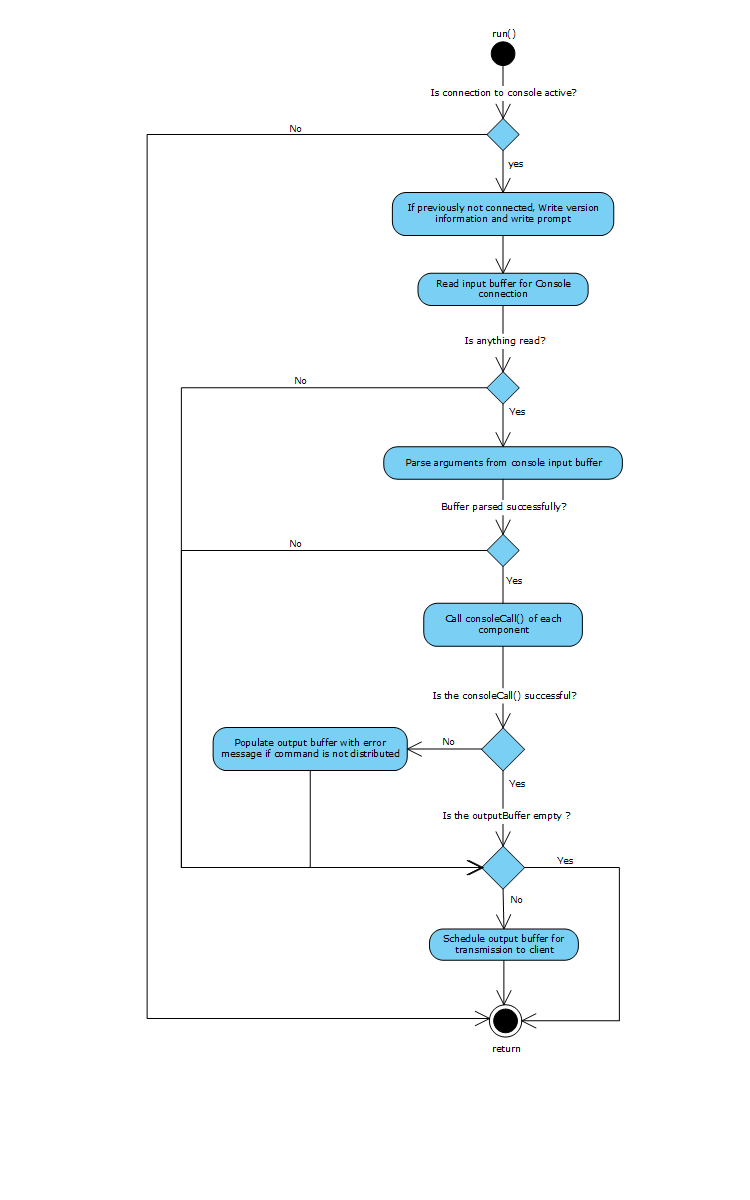 run()
Is connection to console active?
No
yes
If previously not connected, Write version
information and write prompt
Read input buffer for Console
connection
Is anything read?
No
Yes
Parse arguments from console input buffer
Buffer parsed successfully?
No
Yes
Call consoleCall() of each
component
Is the consoleCall() successful?
Populate output buffer with error
message if command is not distributed
No
Yes
Is the outputBuffer empty ?
Yes
No
Schedule output buffer for
transmission to client
return